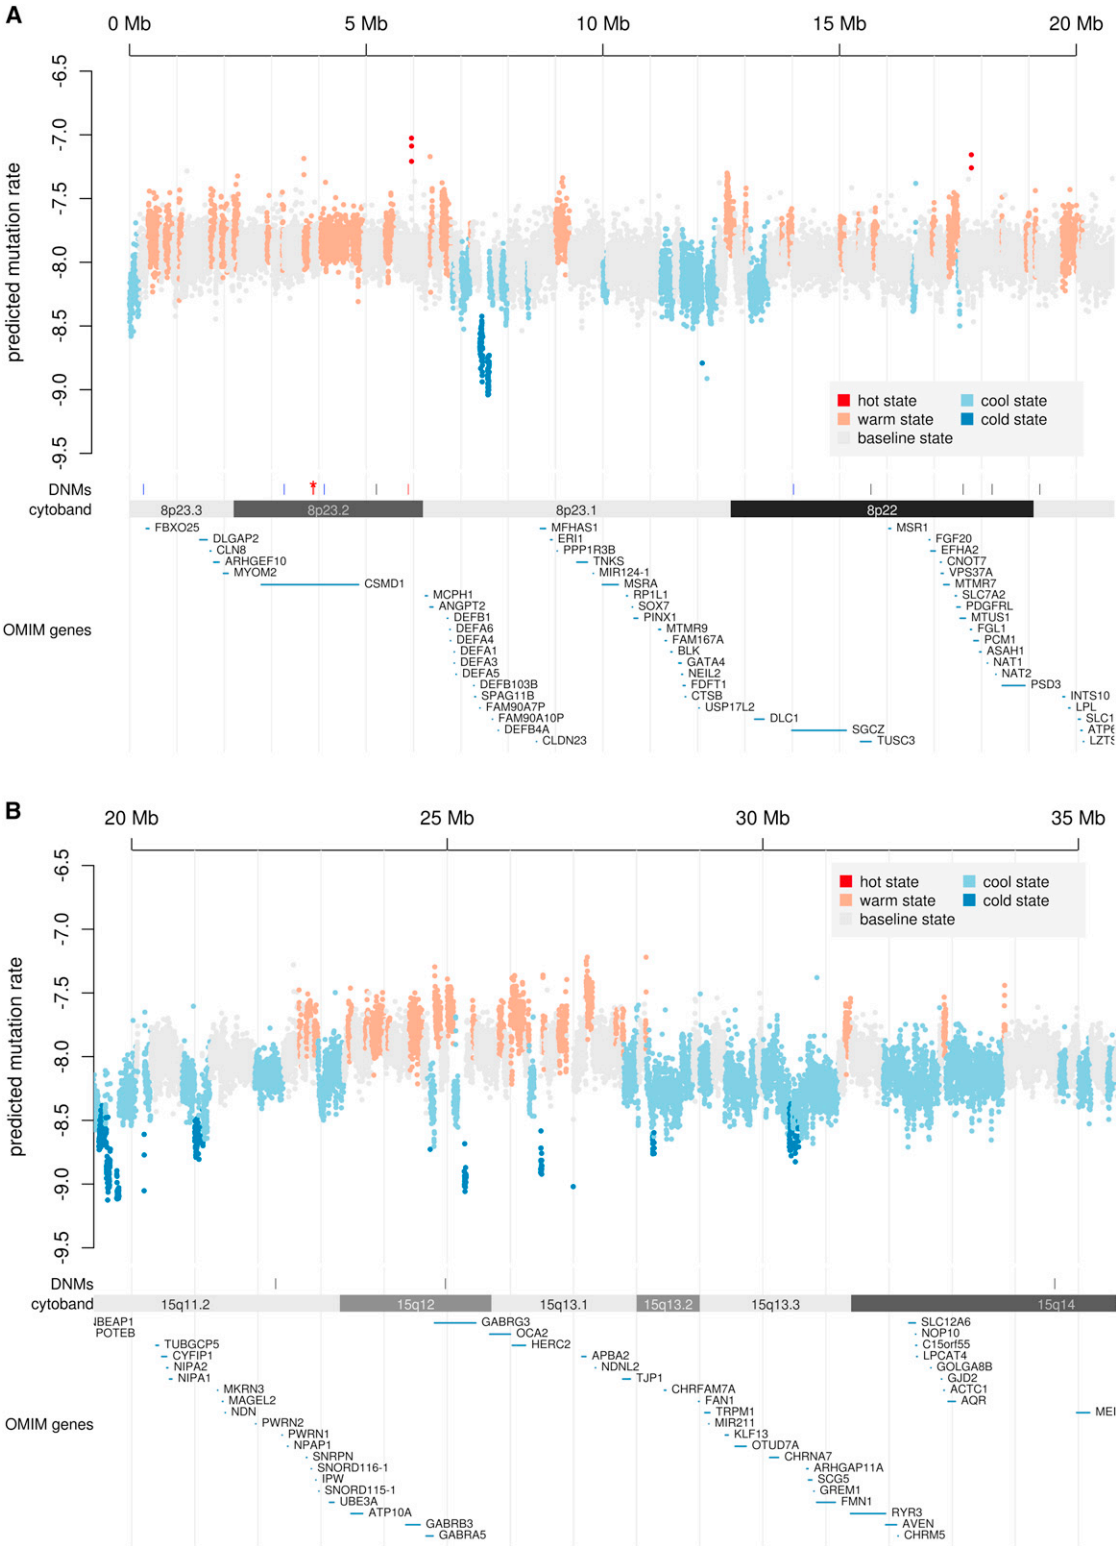 A
0 Mb 5 Mb 10 Mb 15 Mb 20 Mb
-6.5
-7.0
-7.5
-8.0
-8.5
-9.0
-9.5
predicted mutation rate
hot state cool state
warm state cold state
baseline state
DNMs *
cytoband 8p23.3 8p23.2 8p23.1 8p22
FBXO25 MFHAS1 MSR1
DLGAP2 ERI1 FGF20
CLN8 PPP1R3B EFHA2
ARHGEF10 TNKS CNOT7
MYOM2 MIR124-1 VPS37A
CSMD1 MSRA MTMR7
MCPH1 RP1L1 SLC7A2
ANGPT2 SOX7 PDGFRL
DEFB1 PINX1 MTUS1
OMIM genes DEFA6 MTMR9 FGL1
DEFA4 FAM167A PCM1
DEFA1 BLK ASAH1
DEFA3 GATA4 NAT1
DEFA5 NEIL2 NAT2
DEFB103B FDFT1 PSD3
SPAG11B CTSB INTS10
FAM90A7P USP17L2 LPL
FAM90A10P DLC1 SLC1
DEFB4A SGCZ ATP6
CLDN23 TUSC3 LZTS
B
20 Mb 25 Mb 30 Mb 35 Mb
-6.5
-7.0
-7.5
-8.0
-8.5
-9.0
-9.5
predicted mutation rate
hot state cool state
warm state cold state
baseline state
DNMs
cytoband 15q11.2 15q12 15q13.1 15q13.2 15q13.3 15q14
BEAP1 GABRG3 SLC12A6
POTEB OCA2 NOP10
TUBGCP5 HERC2 C15orf55
CYFIP1 APBA2 LPCAT4
NIPA2 NDNL2 GOLGA8B
NIPA1 TJP1 GJD2
MKRN3 CHRFAM7A ACTC1
MAGEL2 FAN1 AQR
NDN TRPM1 MEI
OMIM genes PWRN2 MIR211
PWRN1 KLF13
NPAP1 OTUD7A
SNRPN CHRNA7
SNORD116-1 ARHGAP11A
IPW SCG5
SNORD115-1 GREM1
UBE3A FMN1
ATP10A RYR3
GABRB3 AVEN
GABRA5 CHRM5